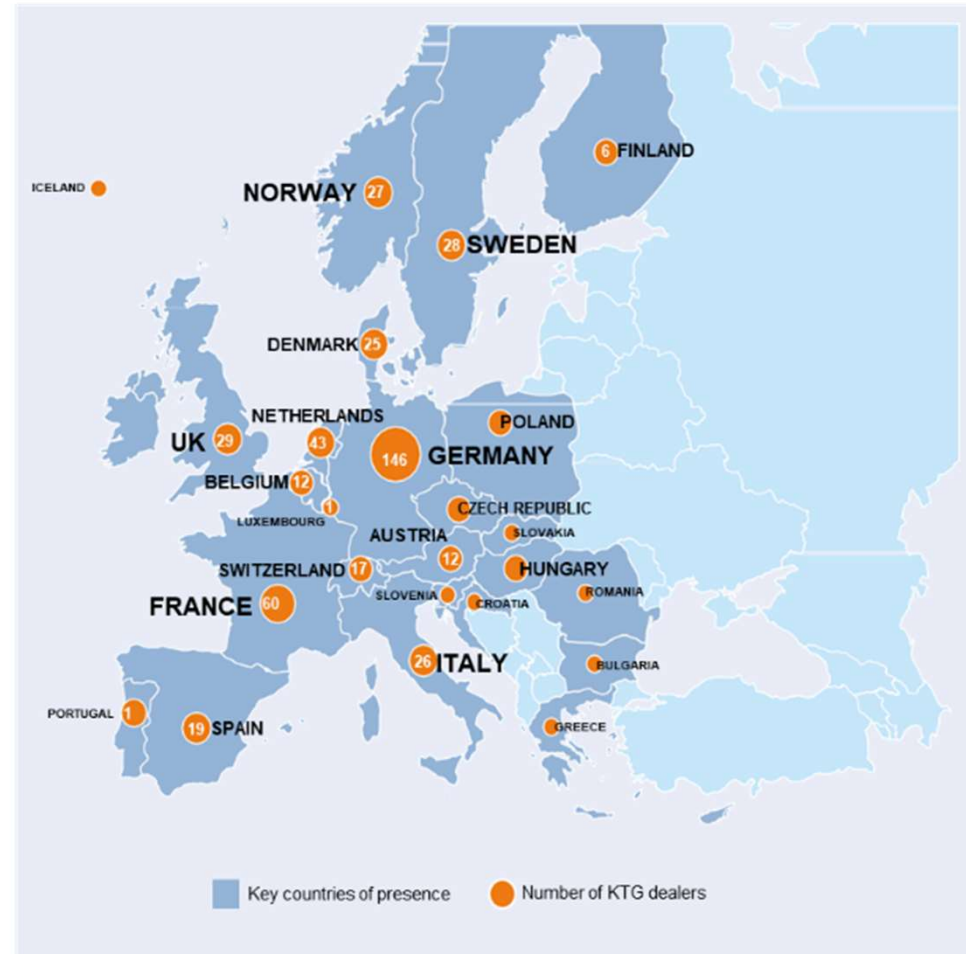 6 FINLAND
ICELAND
NORWAY 27
28 SWEDEN
DENMARK 25
NETHERLANDS
43
POLAND
UK 29
146 GERMANY
BELGIUM 12
1
LUXEMBOURG
CZECH REPUBLIC
AUSTRIA
12
SLOVAKIA
SWITZERLAND 17
HUNGARY
SLOVENIA
CROATIA
ROMANIA
FRANCE 60
26 ITALY
BULGARIA
PORTUGAL 1
19 SPAIN
GREECE
Key countries of presence
Number of KTG dealers